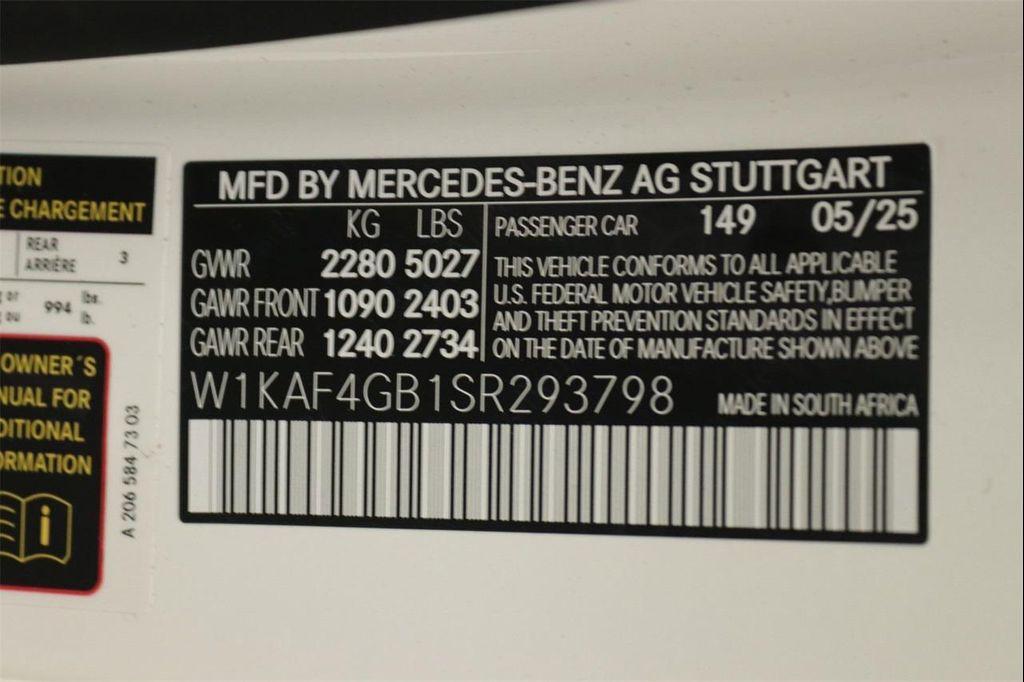 TION
E CHARGEMENT
REAR
ARRIÈRE
3
or
ou
994
lbs.
lb.
OWNER´S
NUAL FOR
DITIONAL
ORMATION
i
A 206 584 73 03
MFD BY MERCEDES-BENZ AG STUTTGART
KG LBS
GVWR 2280 5027
GAWR FRONT 1090 2403
GAWR REAR 1240 2734
PASSENGER CAR 149 05/25
THIS VEHICLE CONFORMS TO ALL APPLICABLE
U.S. FEDERAL MOTOR VEHICLE SAFETY,BUMPER
AND THEFT PREVENTION STANDARDS IN EFFECT
ON THE DATE OF MANUFACTURE SHOWN ABOVE
W1KAF4GB1SR293798
MADE IN SOUTH AFRICA